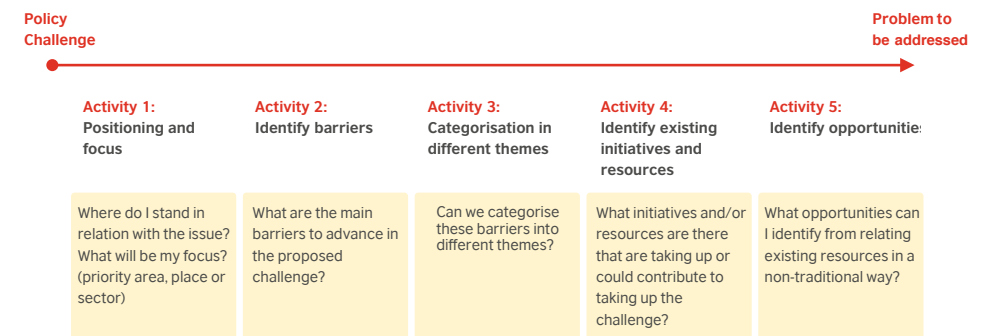 Policy
Challenge
Problem to
be addressed
Activity 1:
Positioning and
focus
Activity 2:
Identify barriers
Activity 3:
Categorisation in
different themes
Activity 4:
Identify existing
initiatives and
resources
Activity 5:
Identify opportunities
Where do I stand in
relation with the issue?
What will be my focus?
(priority area, place or
sector)
What are the main
barriers to advance in
the proposed
challenge?
Can we categorise
these barriers into
different themes?
What initiatives and/or
resources are there
that are taking up or
could contribute to
taking up the
challenge?
What opportunities can
I identify from relating
existing resources in a
non-traditional way?